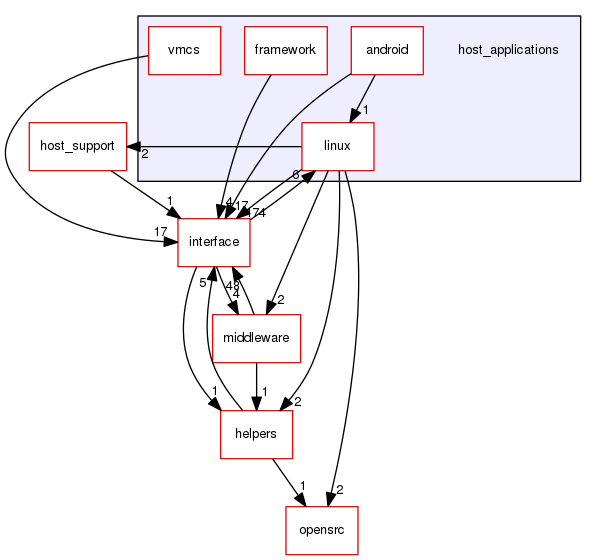 vmcs
framework
android
host_applications
1
host_support
2
linux
6
1
4
17
174
17
interface
5
48
4
2
middleware
1
1
2
helpers
1
2
opensrc